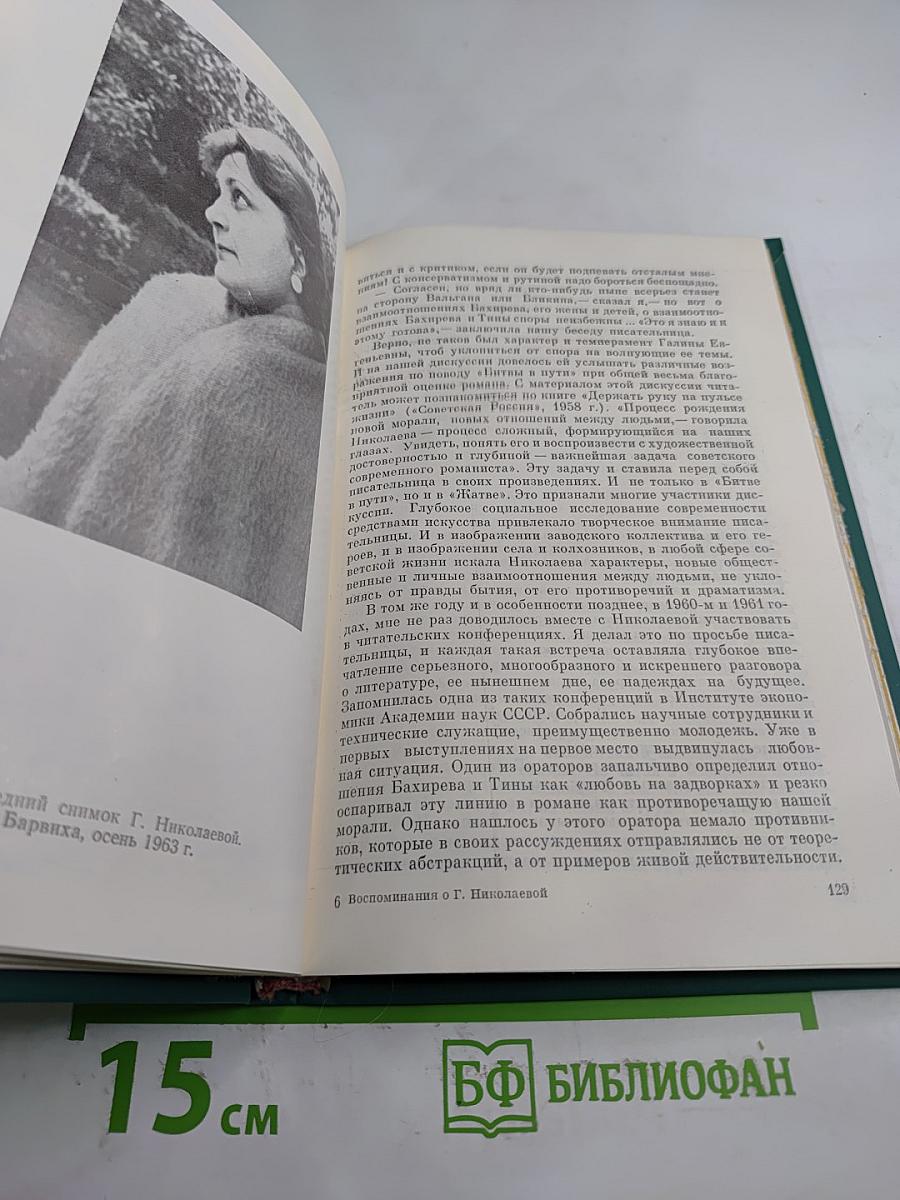 едний снимок Г. Николаевой.
Барвиха, осень 1963 г.
виться и с критиком, если он будет подпевать отсталым мне-
ниям! С консерватизмом и рутиной надо бороться беспощадно.
— Согласен, но вряд ли кто-нибудь ныне всерьез станет
на сторону Вальгана или Бликина,— сказал я,— но вот о
взаимоотношениях Бахирева, его жены и детей, о взаимоотно-
шениях Бахирева и Тины споры неизбежны... «Это я знаю и к
этому готова»,— заключила нашу беседу писательница.
Верно, не таков был характер и темперамент Галины Ев-
геньевны, чтоб уклониться от спора на волнующие ее темы.
И на нашей дискуссии довелось ей услышать различные воз-
ражения по поводу «Битвы в пути» при общей весьма благо-
приятной оценке романа. С материалом этой дискуссии чита-
тель может познакомиться по книге «Держать руку на пульсе
жизни» («Советская Россия», 1958 г.). «Процесс рождения
новой морали, новых отношений между людьми,— говорила
Николаева — процесс сложный, формирующийся на наших
глазах. Увидеть, понять его и воспроизвести с художественной
достоверностью и глубиной — важнейшая задача советского
современного романиста». Эту задачу и ставила перед собой
писательница в своих произведениях. И не только в «Битве
в пути», но и в «Жатве». Это признали многие участники дис-
куссии. Глубокое социальное исследование современности
средствами искусства привлекало творческое внимание писа-
тельницы. И в изображении заводского коллектива и его ге-
роев, и в изображении села и колхозников, в любой сфере со-
ветской жизни искала Николаева характеры, новые общест-
венные и личные взаимоотношения между людьми, не укло-
няясь от правды бытия, от его противоречий и драматизма.
В том же году и в особенности позднее, в 1960-м и 1961 го-
дах, мне не раз доводилось вместе с Николаевой участвовать
в читательских конференциях. Я делал это по просьбе писа-
тельницы, и каждая такая встреча оставляла глубокое впе-
чатление серьезного, многообразного и искреннего разговора
о литературе, ее нынешнем дне, ее надеждах на будущее.
Запомнилась одна из таких конференций в Институте эконо-
мики Академии наук СССР. Собрались научные сотрудники и
технические служащие, преимущественно молодежь. Уже в
первых выступлениях на первое место выдвинулась любов-
ная ситуация. Один из ораторов запальчиво определил отно-
шения Бахирева и Тины как «любовь на задворках» и резко
оспаривал эту линию в романе как противоречащую нашей
морали. Однако нашлось у этого оратора немало противни-
ков, которые в своих рассуждениях отправлялись не от теоре-
тических абстракций, а от примеров живой действительности.
6 Воспоминания о Г. Николаевой
129
15 см
БФ БИБЛИОФАН